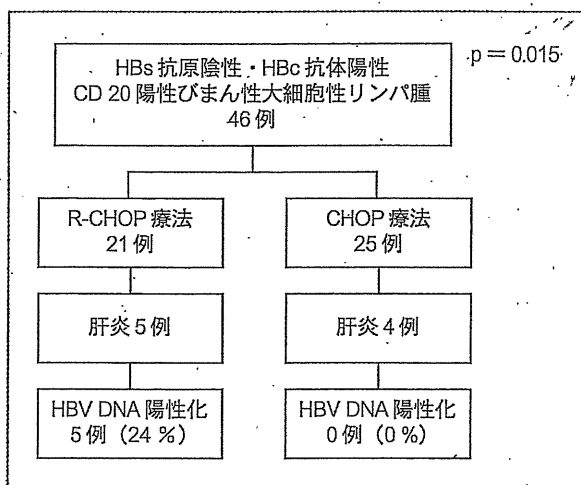 p = 0.015
HBs 抗原陰性・HBc 抗体陽性
CD 20 陽性びまん性大細胞性リンパ腫
46 例
R-CHOP 療法
21 例
CHOP 療法
25 例
肝炎 5 例
肝炎 4 例
HBV DNA 陽性化
5 例（24 %）
HBV DNA 陽性化
0 例（0 %）